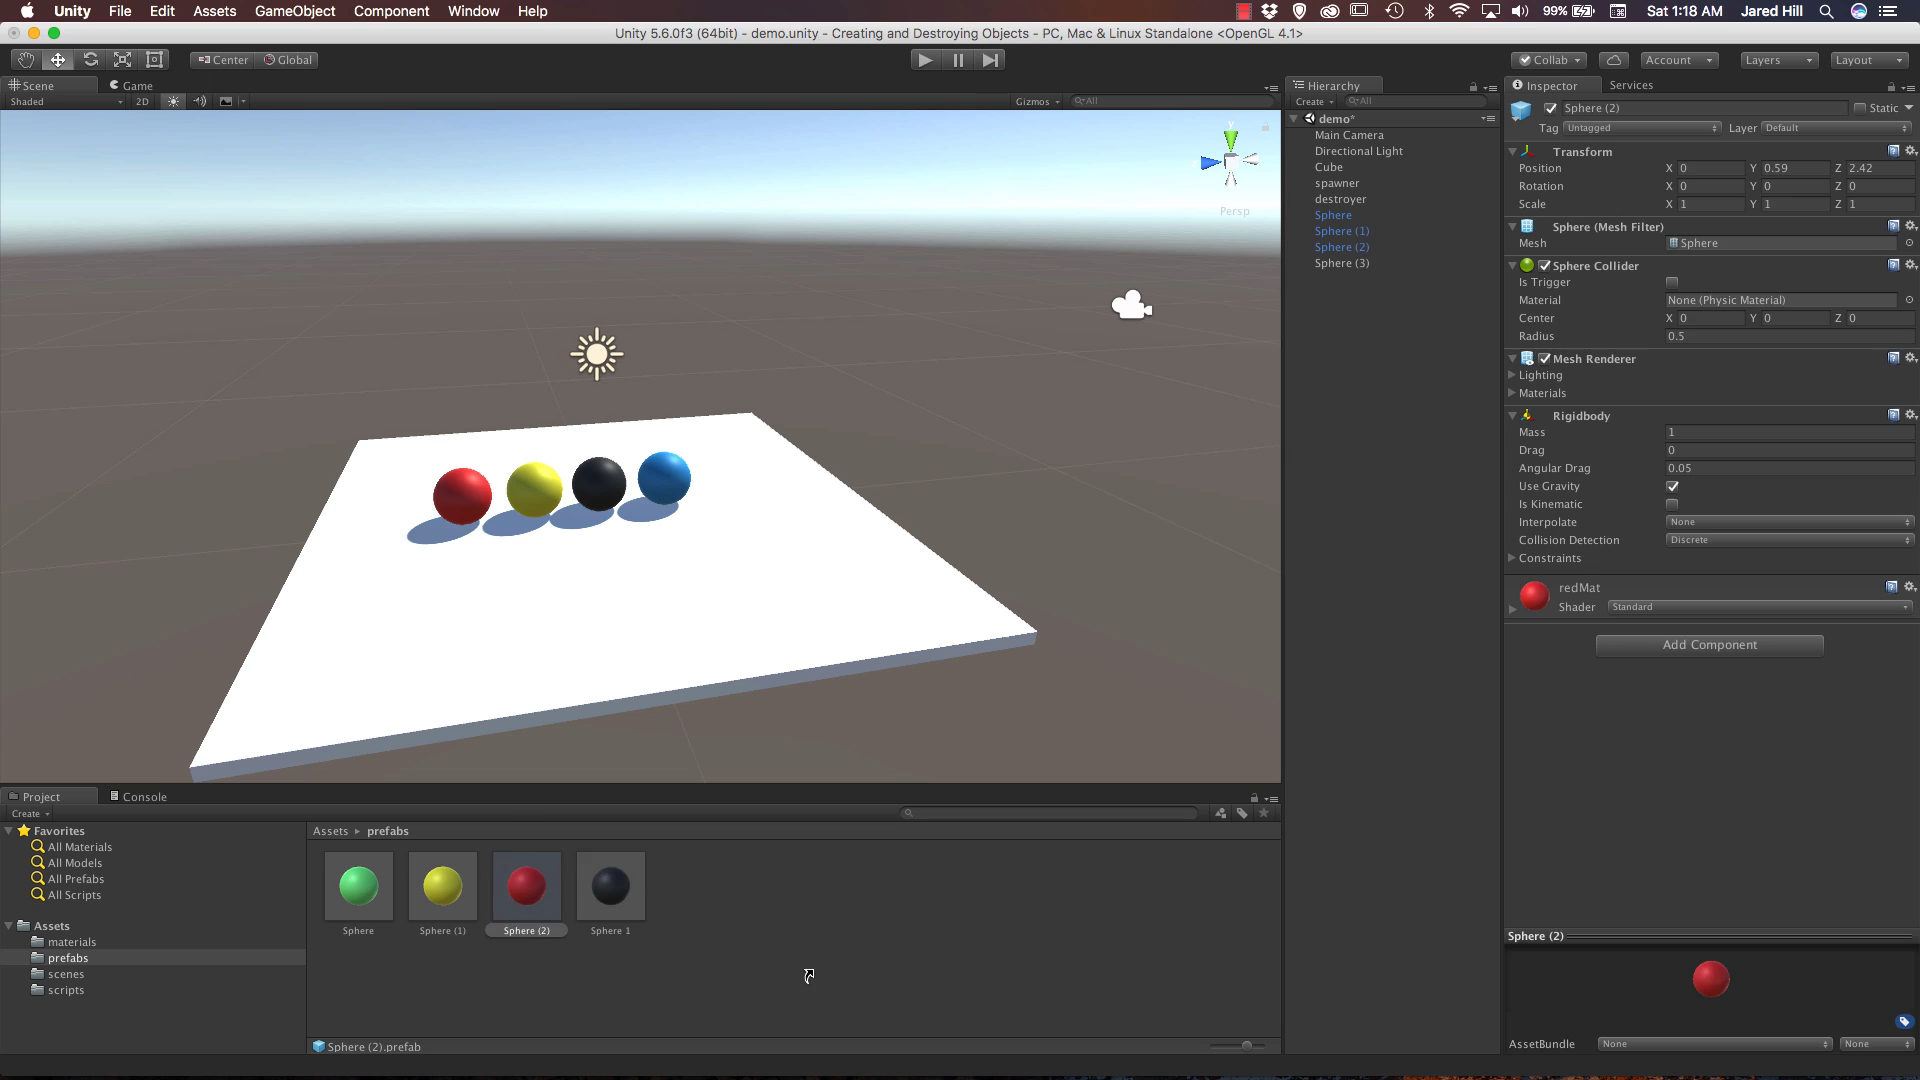 Unity File Edit Assets GameObject Component Window Help
99% Sat 1:18 AM Jared Hill
Unity 5.6.0f3 (64bit) - demo.unity - Creating and Destroying Objects - PC, Mac & Linux Standalone <OpenGL 4.1>
Center Global
Collab Account Layers Layout
Scene Game
Shaded 2D Gizmos All
Persp
Hierarchy
Create All
demo*
Main Camera
Directional Light
Cube
spawner
destroyer
Sphere
Sphere (1)
Sphere (2)
Sphere (3)
Inspector Services
Sphere (2) Static
Tag Untagged Layer Default
Transform
Position X 0 Y 0.59 Z 2.42
Rotation X 0 Y 0 Z 0
Scale X 1 Y 1 Z 1
Sphere (Mesh Filter)
Mesh Sphere
Sphere Collider
Is Trigger
Material None (Physic Material)
Center X 0 Y 0 Z 0
Radius 0.5
Mesh Renderer
Lighting
Materials
Rigidbody
Mass 1
Drag 0
Angular Drag 0.05
Use Gravity
Is Kinematic
Interpolate None
Collision Detection Discrete
Constraints
redMat
Shader Standard
Add Component
Sphere (2)
AssetBundle None None
Project Console
Create
Favorites
All Materials
All Models
All Prefabs
All Scripts
Assets
materials
prefabs
scenes
scripts
Assets prefabs
Sphere Sphere (1) Sphere (2) Sphere 1
Sphere (2).prefab